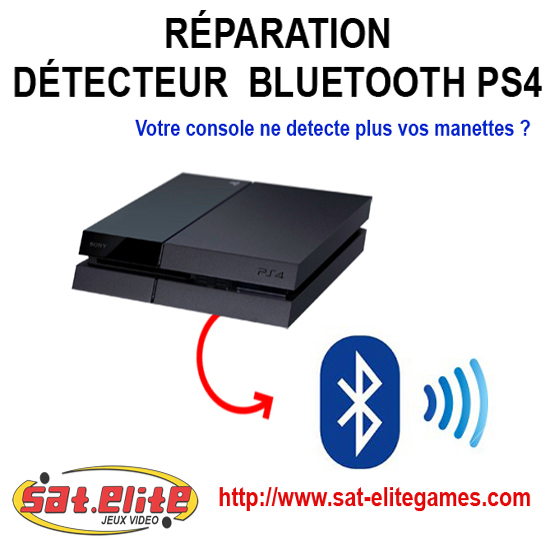 RÉPARATION
DÉTECTEUR BLUETOOTH PS4
Votre console ne detecte plus vos manettes ?
SONY
PS4
sat.elite
JEUX VIDEO
http://www.sat-elitegames.com